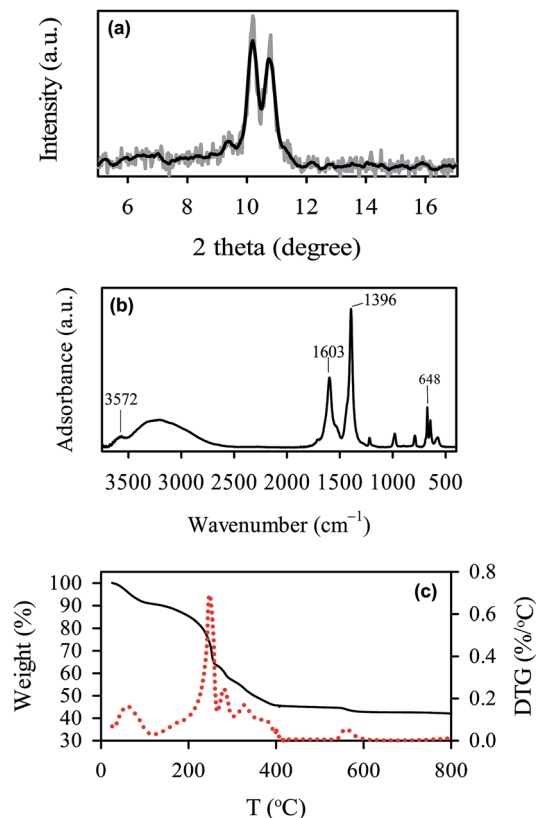 (a)
Intensity (a.u.)
6 8 10 12 14 16
2 theta (degree)
(b)
Adsorbance (a.u.)
3572
1603
1396
648
3500 3000 2500 2000 1500 1000 500
Wavenumber (cm⁻¹)
(c)
Weight (%)
100
90
80
70
60
50
40
30
DTG (%/°C)
0.8
0.6
0.4
0.2
0.0
0 200 400 600 800
T (°C)